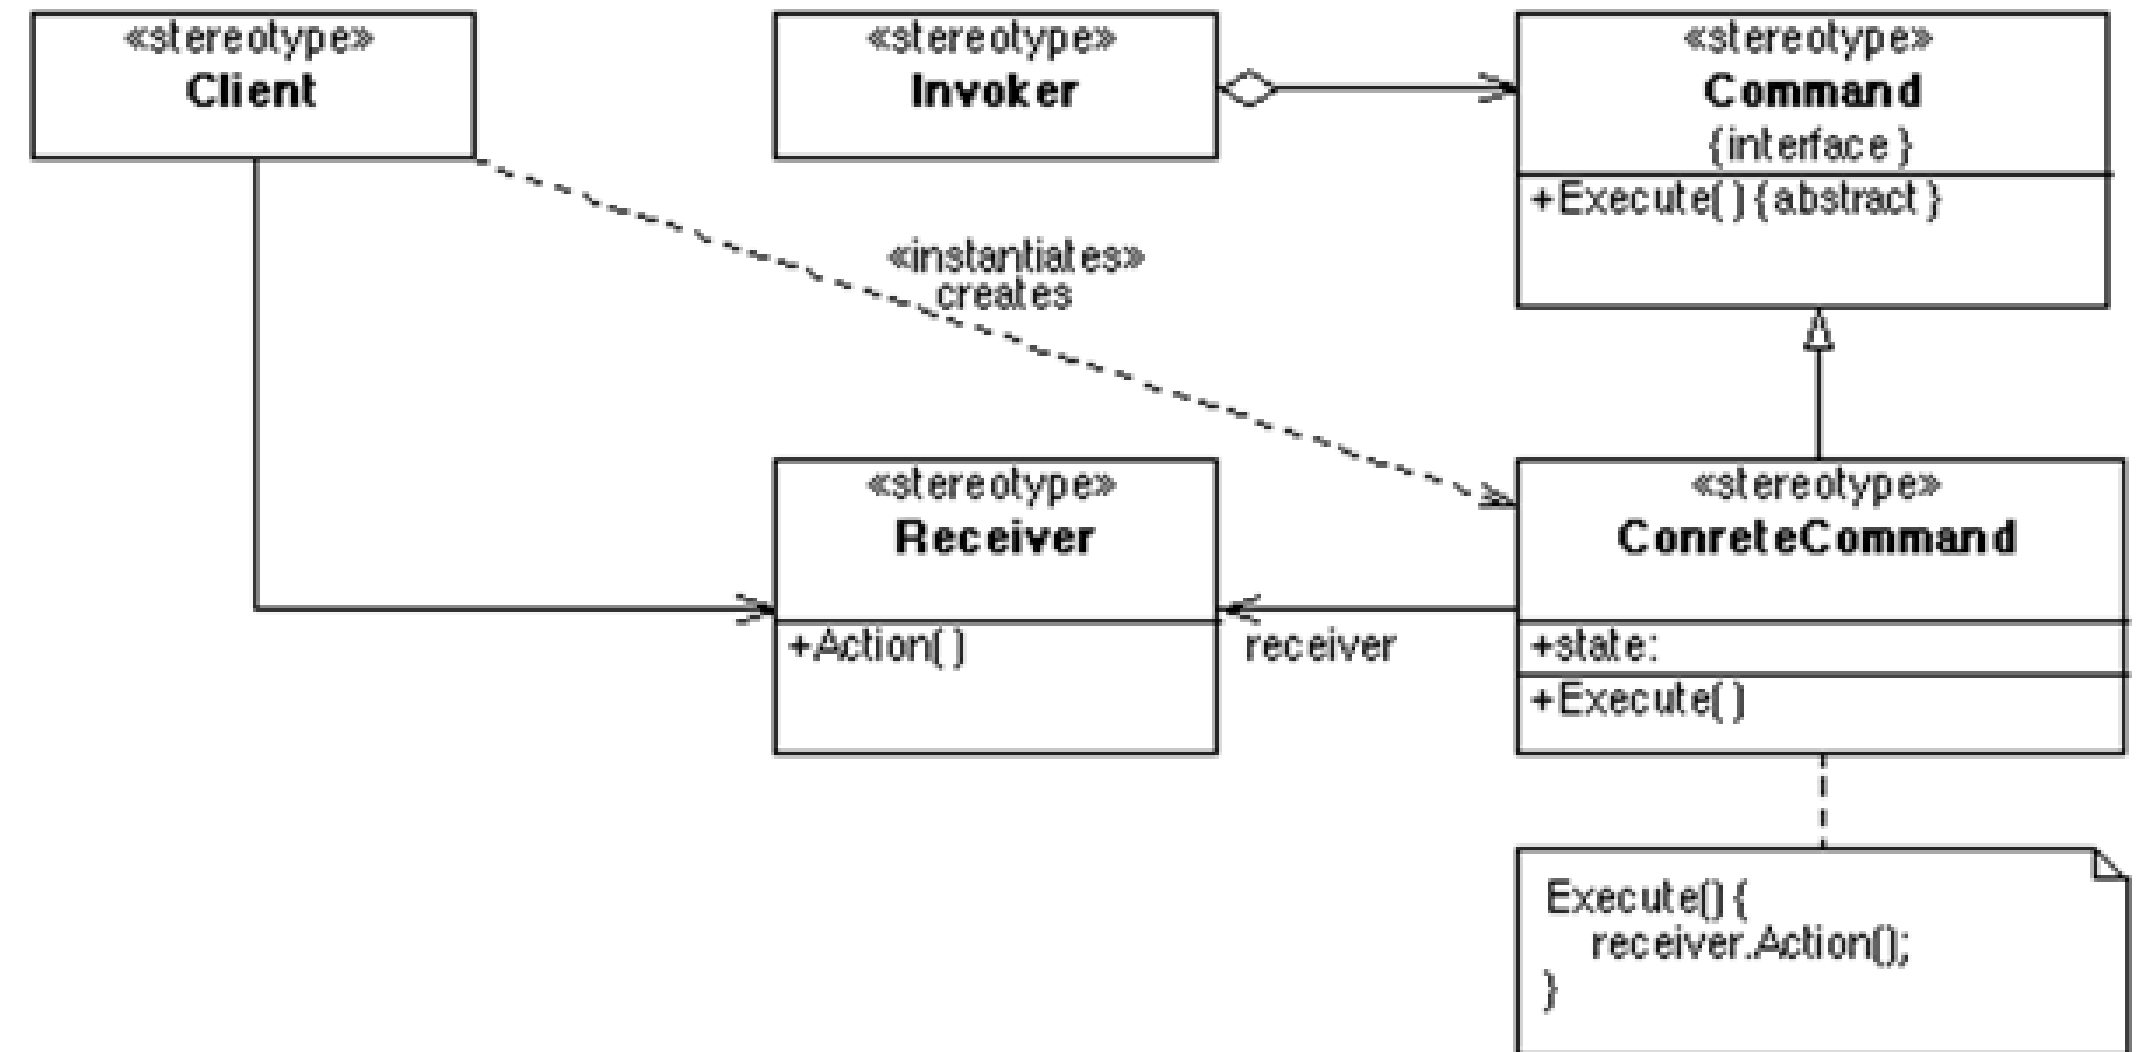 «stereotype»
Client
«stereotype»
Invoker
«stereotype»
Command
{interface}
+Execute(){abstract}
«instantiates»
creates
«stereotype»
Receiver
+Action()
receiver
«stereotype»
ConreteCommand
+state:
+Execute()
Execute(){
receiver.Action();
}